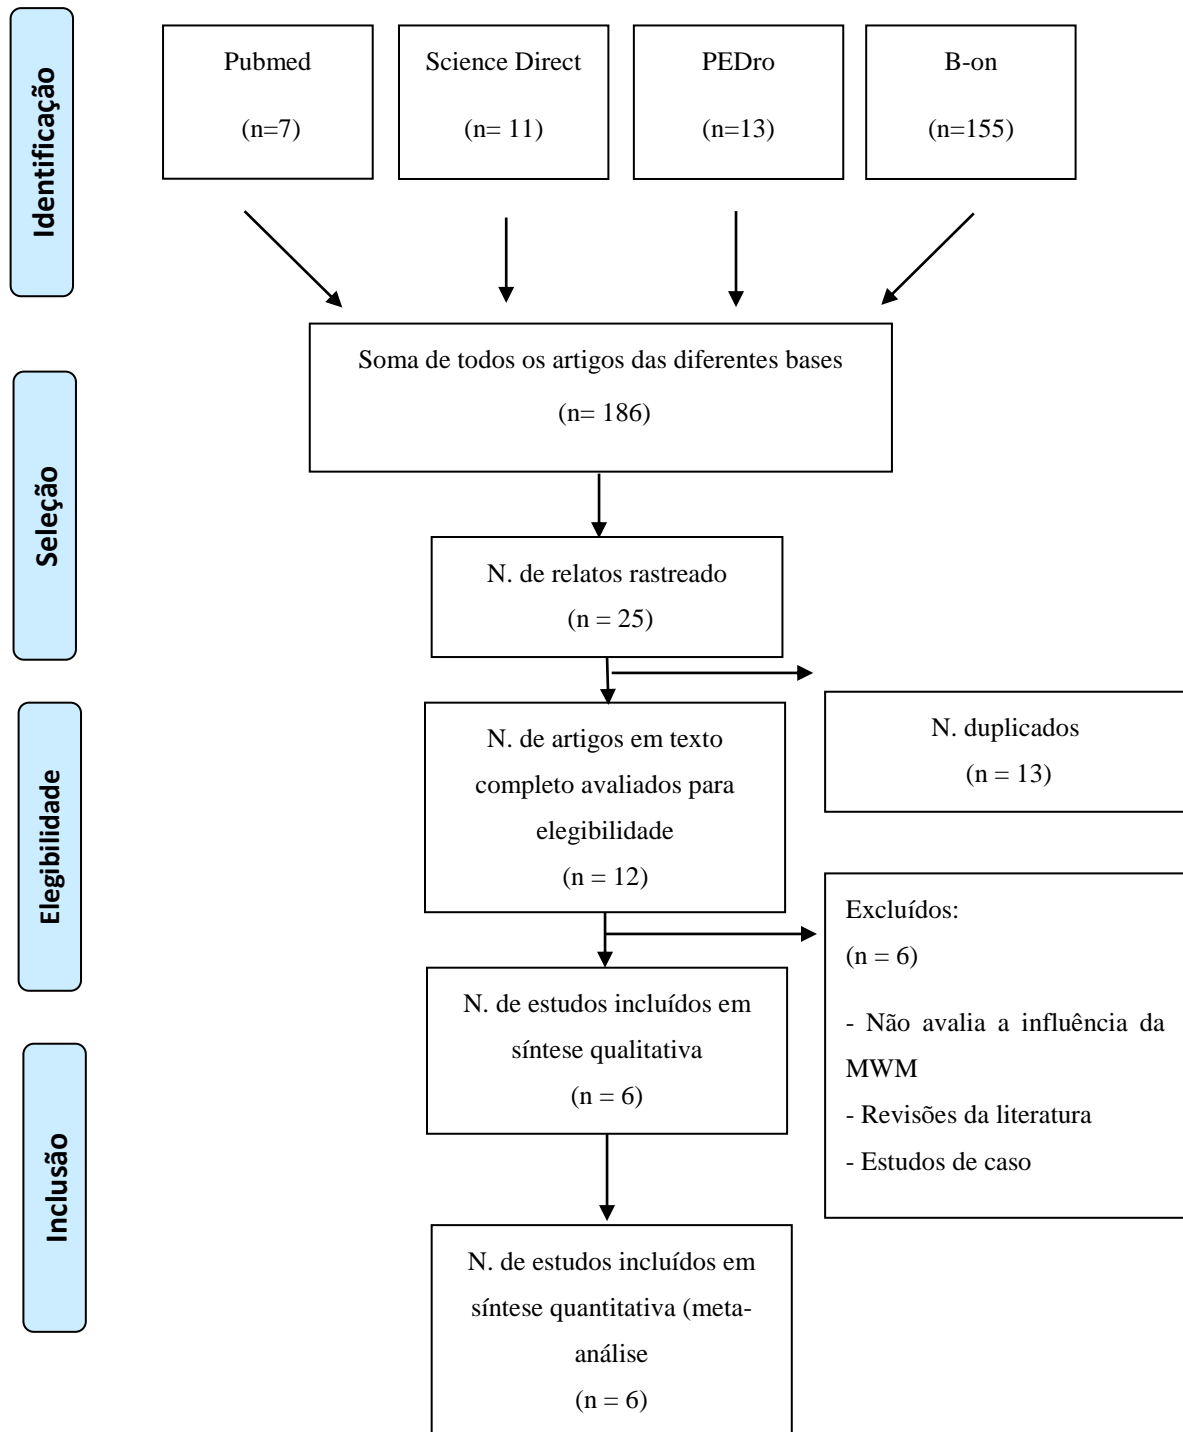 Identificação
Pubmed
(n=7)
Science Direct
(n= 11)
PEDro
(n=13)
B-on
(n=155)
Soma de todos os artigos das diferentes bases
(n= 186)
Seleção
N. de relatos rastreado
(n = 25)
N. duplicados
(n = 13)
Elegibilidade
N. de artigos em texto
completo avaliados para
elegibilidade
(n = 12)
Excluídos:
(n = 6)
- Não avalia a influência da
MWM
- Revisões da literatura
- Estudos de caso
Inclusão
N. de estudos incluídos em
síntese qualitativa
(n = 6)
N. de estudos incluídos em
síntese quantitativa (meta-
análise
(n = 6)